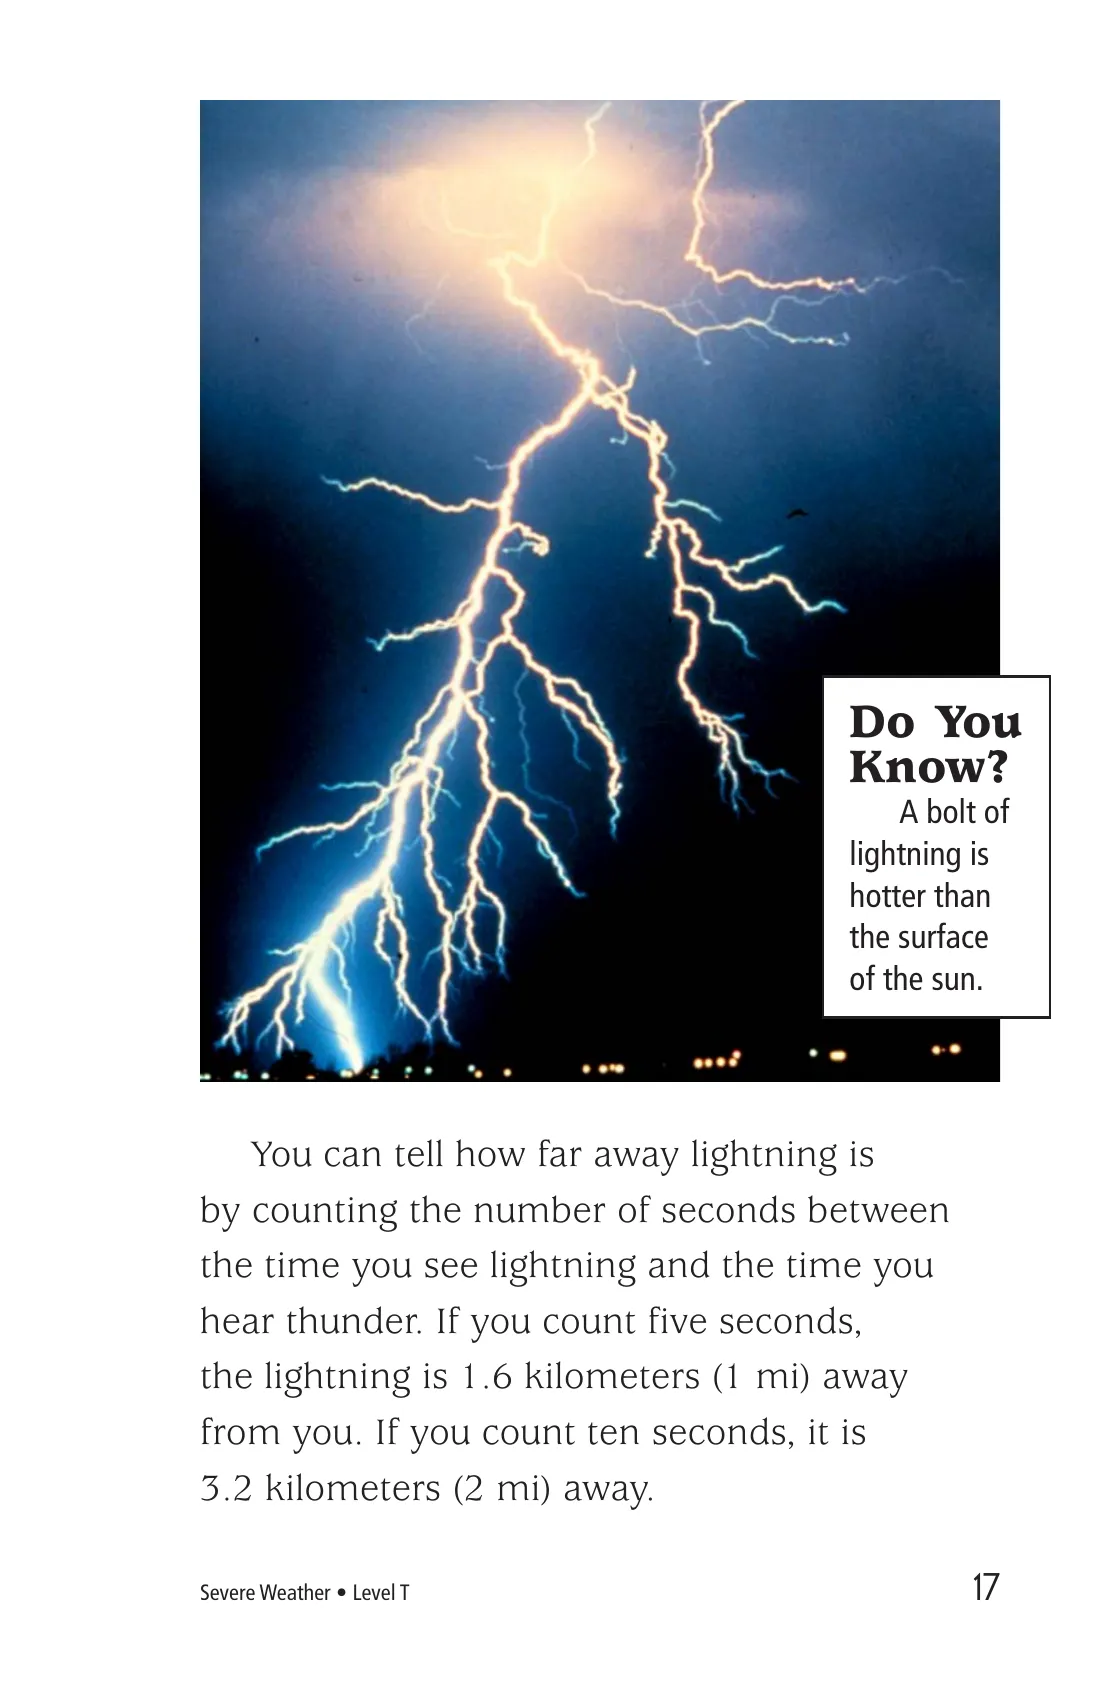 Do You
Know?
A bolt of
lightning is
hotter than
the surface
of the sun.
You can tell how far away lightning is
by counting the number of seconds between
the time you see lightning and the time you
hear thunder. If you count five seconds,
the lightning is 1.6 kilometers (1 mi) away
from you. If you count ten seconds, it is
3.2 kilometers (2 mi) away.
Severe Weather • Level T
17